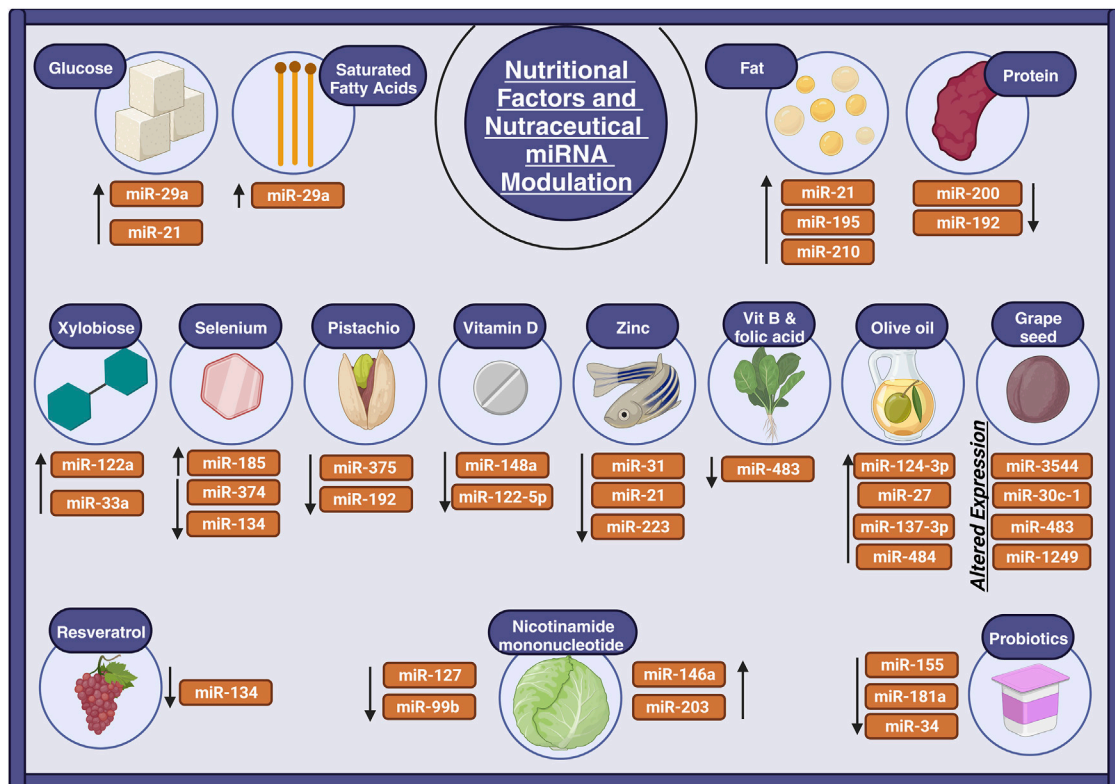 Nutritional
Factors and
Nutraceutical
miRNA
Modulation
Glucose
miR-29a
miR-21
Saturated
Fatty Acids
miR-29a
Fat
miR-21
miR-195
miR-210
Protein
miR-200
miR-192
Xylobiose
miR-122a
miR-33a
Selenium
miR-185
miR-374
miR-134
Pistachio
miR-375
miR-192
Vitamin D
miR-148a
miR-122-5p
Zinc
miR-31
miR-21
miR-223
Vit B &
folic acid
miR-483
Olive oil
miR-124-3p
miR-27
miR-137-3p
miR-484
Grape
seed
Altered Expression
miR-3544
miR-30c-1
miR-483
miR-1249
Resveratrol
miR-134
Nicotinamide
mononucleotide
miR-127
miR-99b
miR-146a
miR-203
Probiotics
miR-155
miR-181a
miR-34